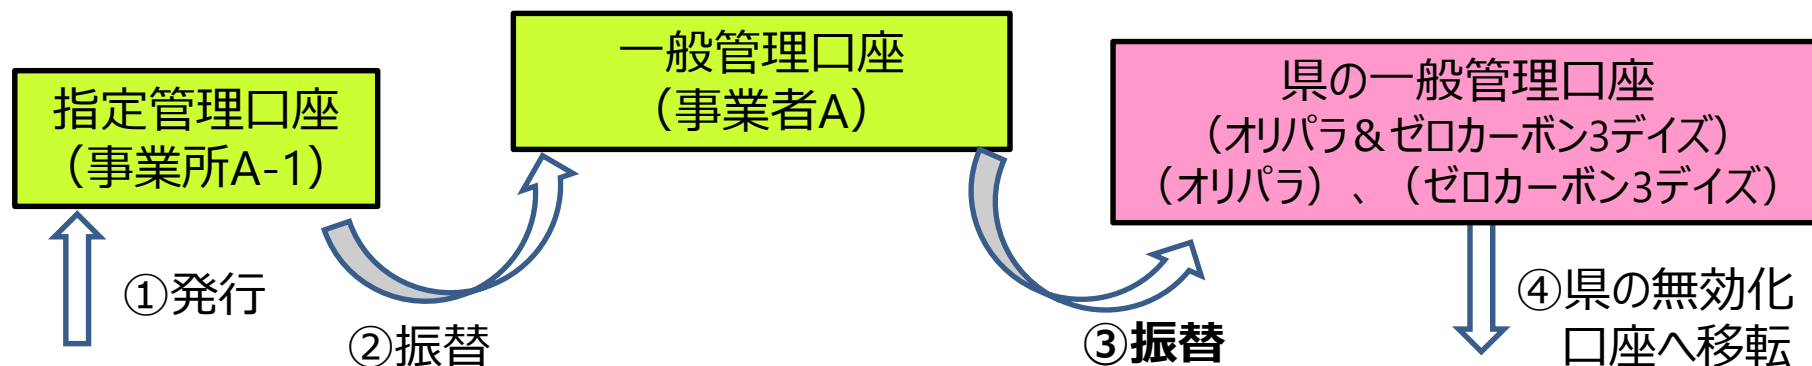 指定管理口座
（事業所A-1）
一般管理口座
（事業者A）
県の一般管理口座
（オリパラ＆ゼロカーボン3デイズ）
（オリパラ）、（ゼロカーボン3デイズ）
①発行
②振替
③振替
④県の無効化
口座へ移転